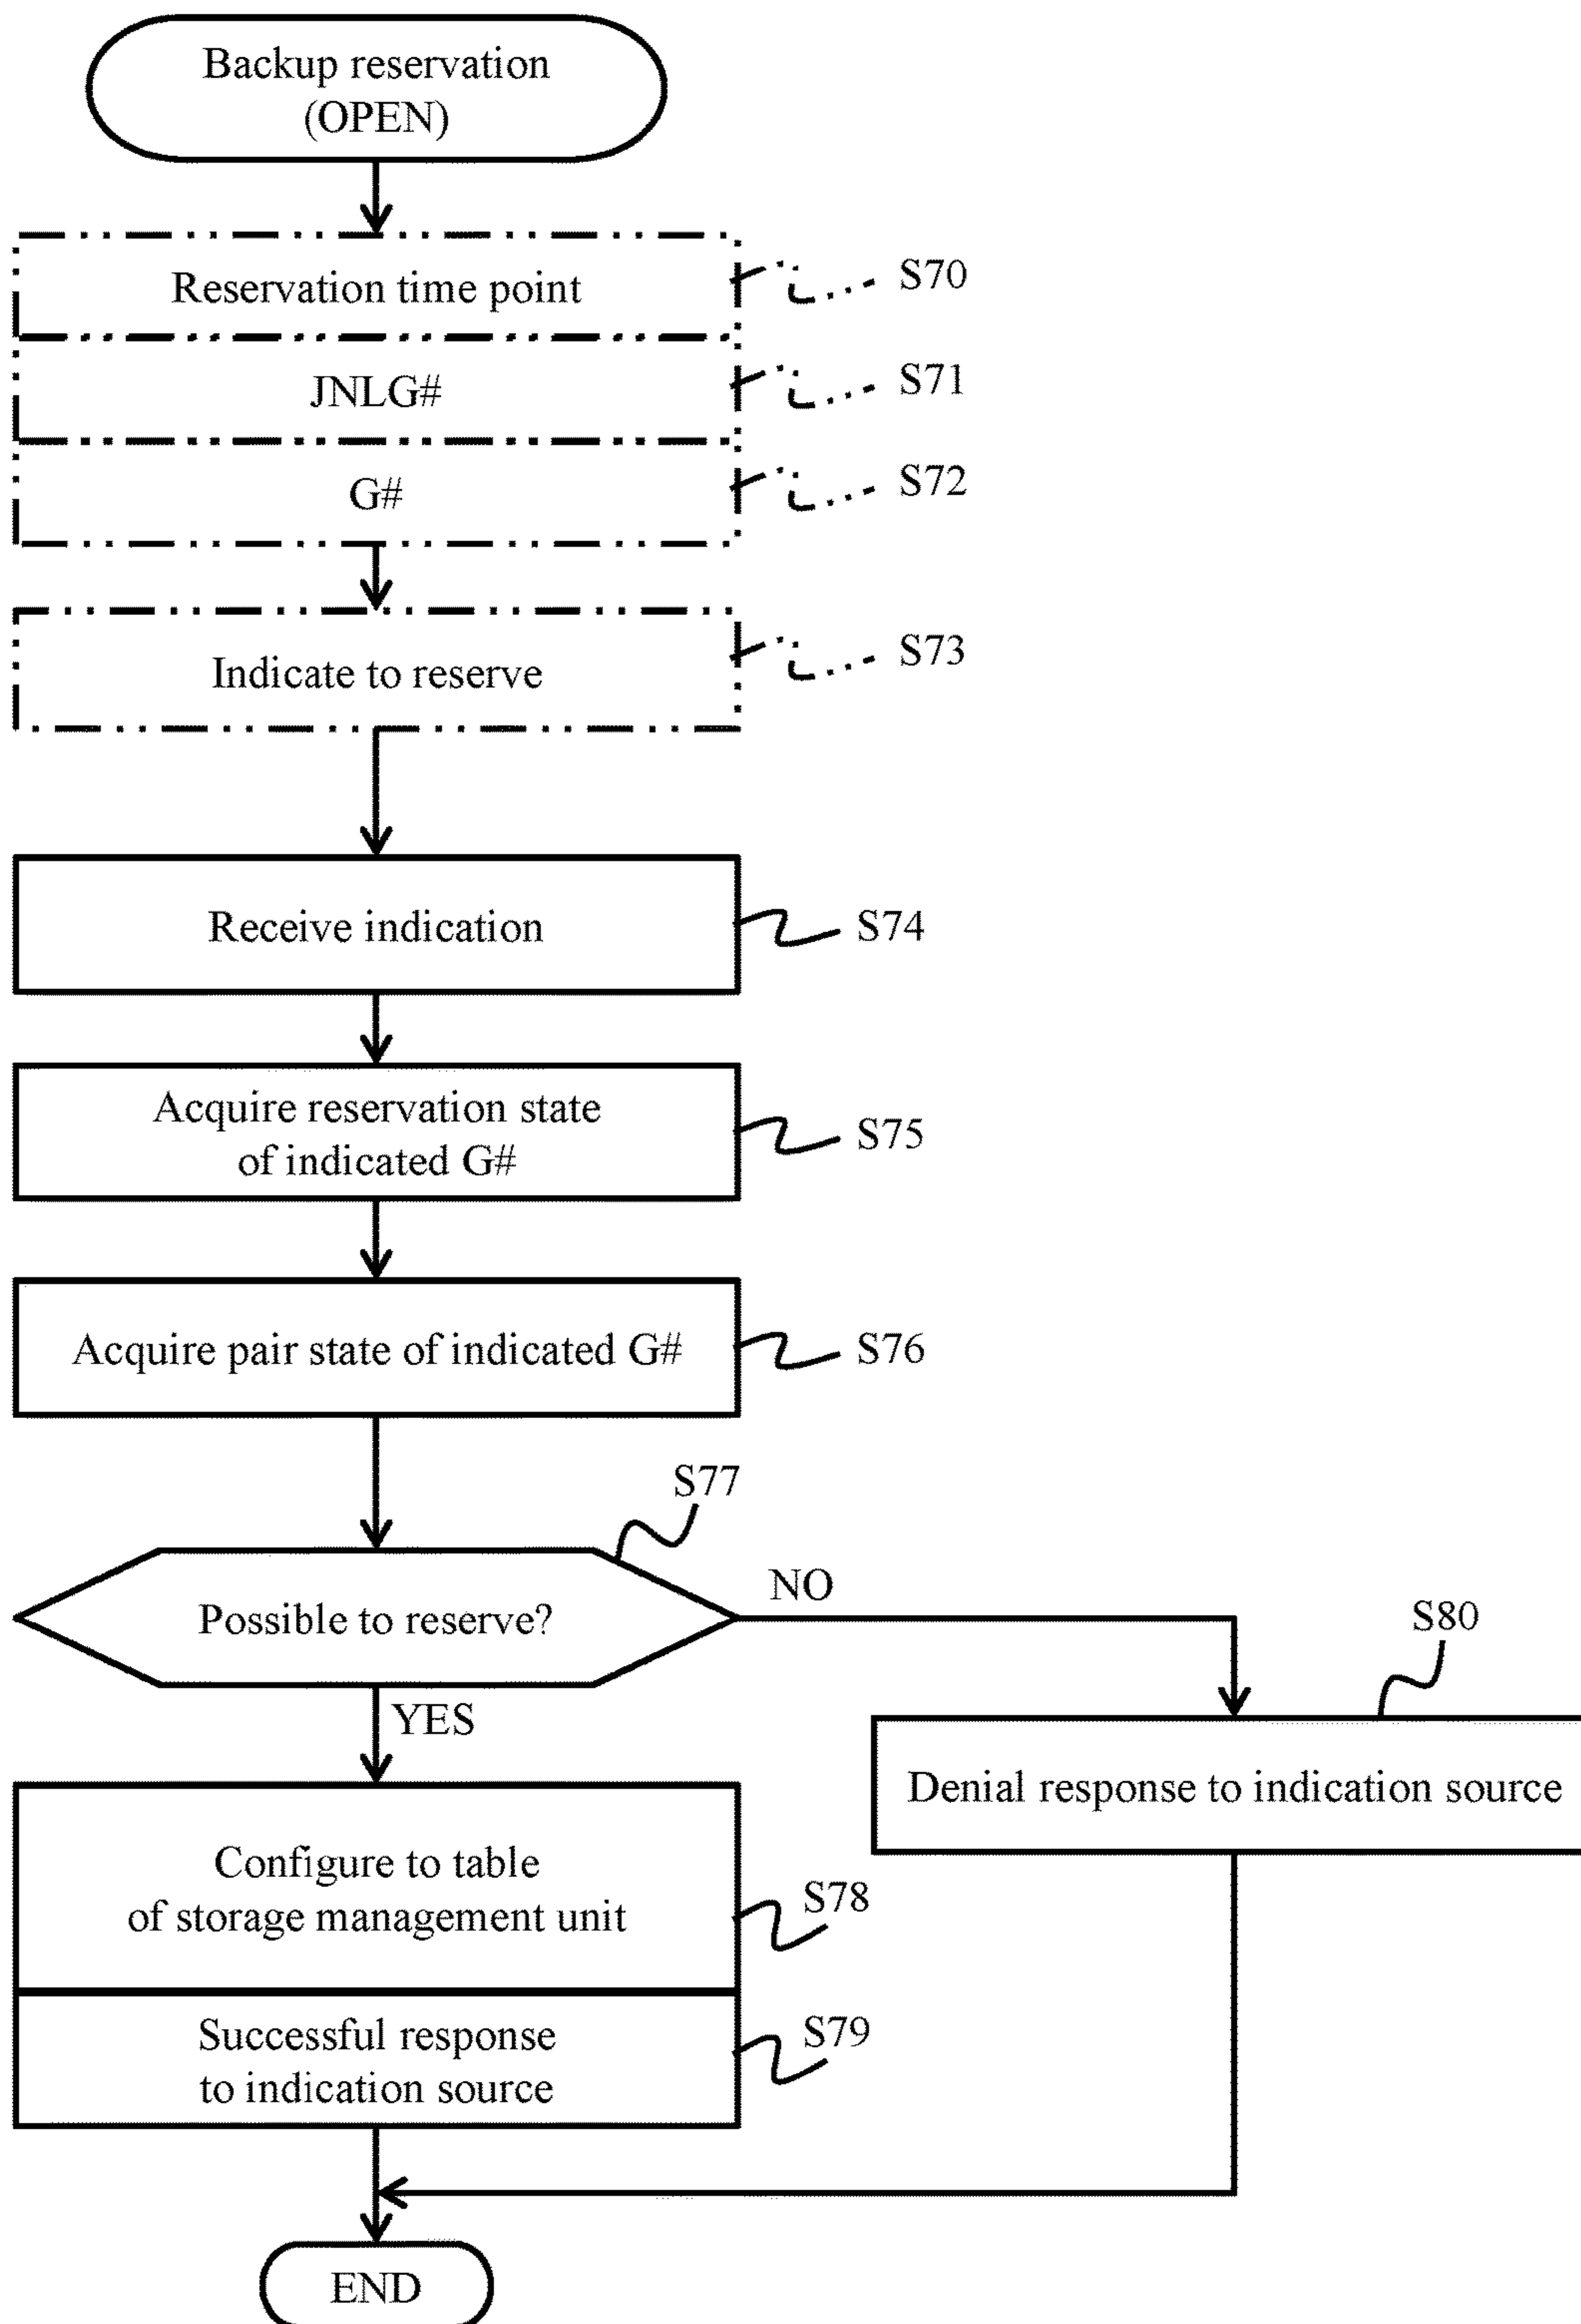 Backup reservation
(OPEN)
Reservation time point
S70
JNLG#
S71
G#
S72
Indicate to reserve
S73
Receive indication
S74
Acquire reservation state
of indicated G#
S75
Acquire pair state of indicated G#
S76
S77
Possible to reserve?
NO
YES
S80
Denial response to indication source
Configure to table
of storage management unit
S78
Successful response
to indication source
S79
END